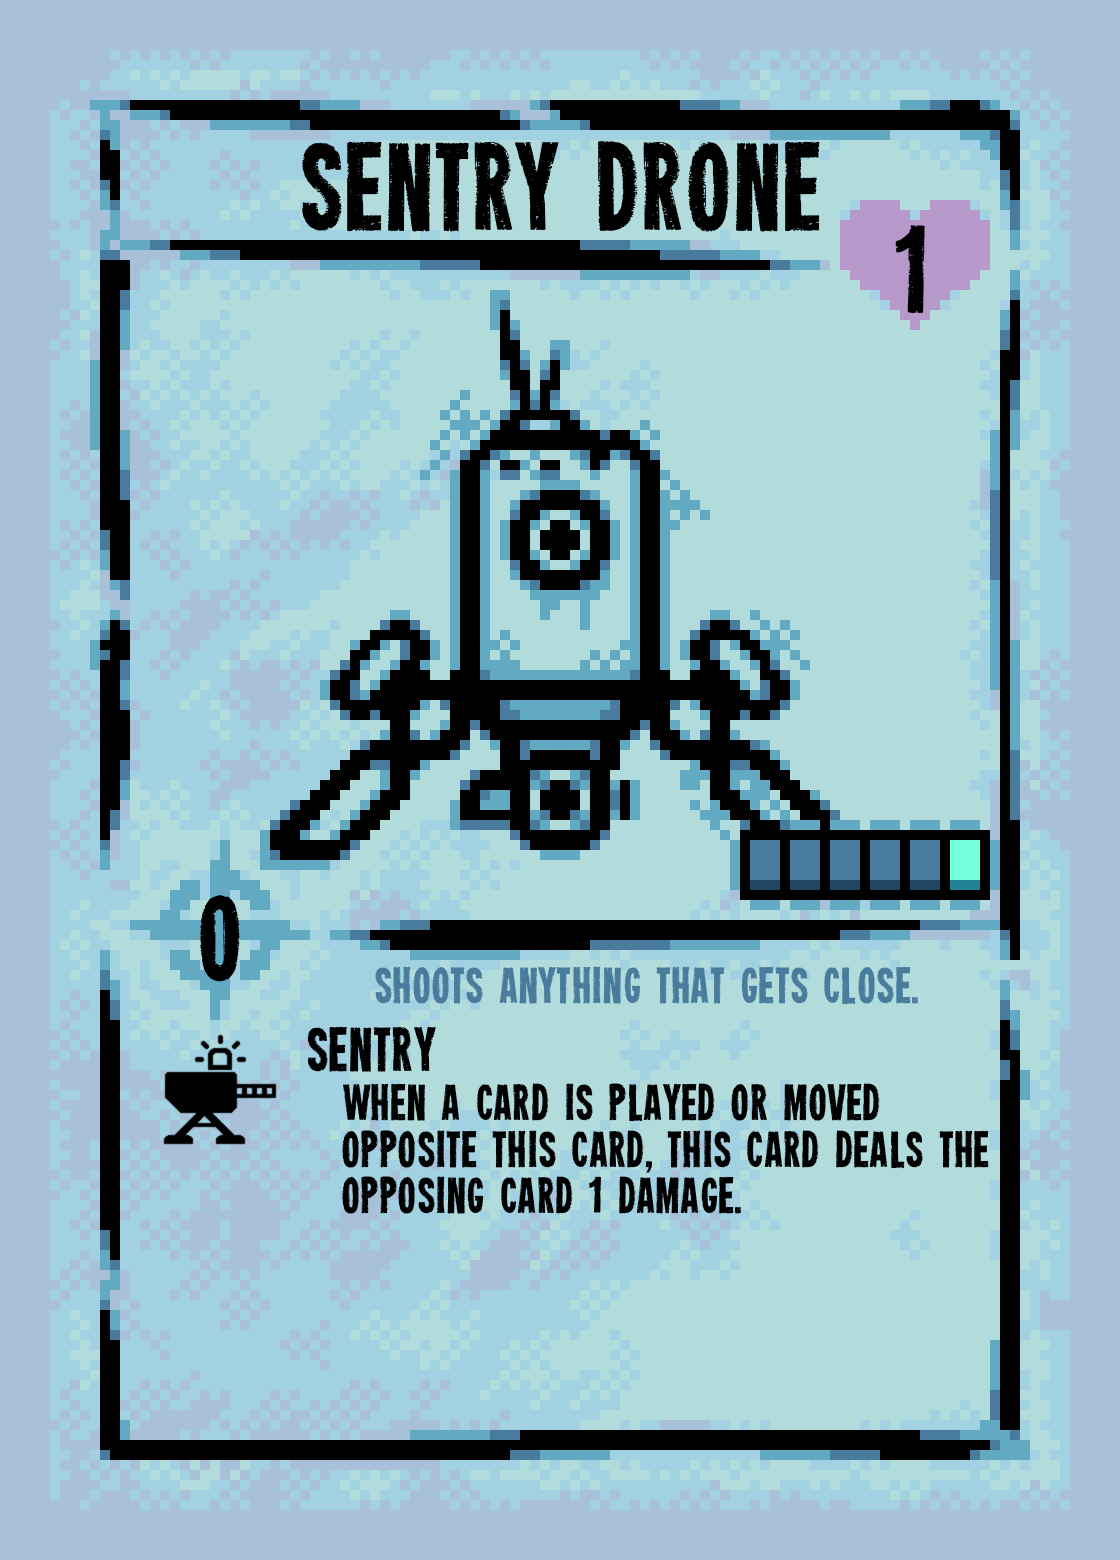 SENTRY DRONE
1
0
SHOOTS ANYTHING THAT GETS CLOSE.
SENTRY
WHEN A CARD IS PLAYED OR MOVED
OPPOSITE THIS CARD, THIS CARD DEALS THE
OPPOSING CARD 1 DAMAGE.